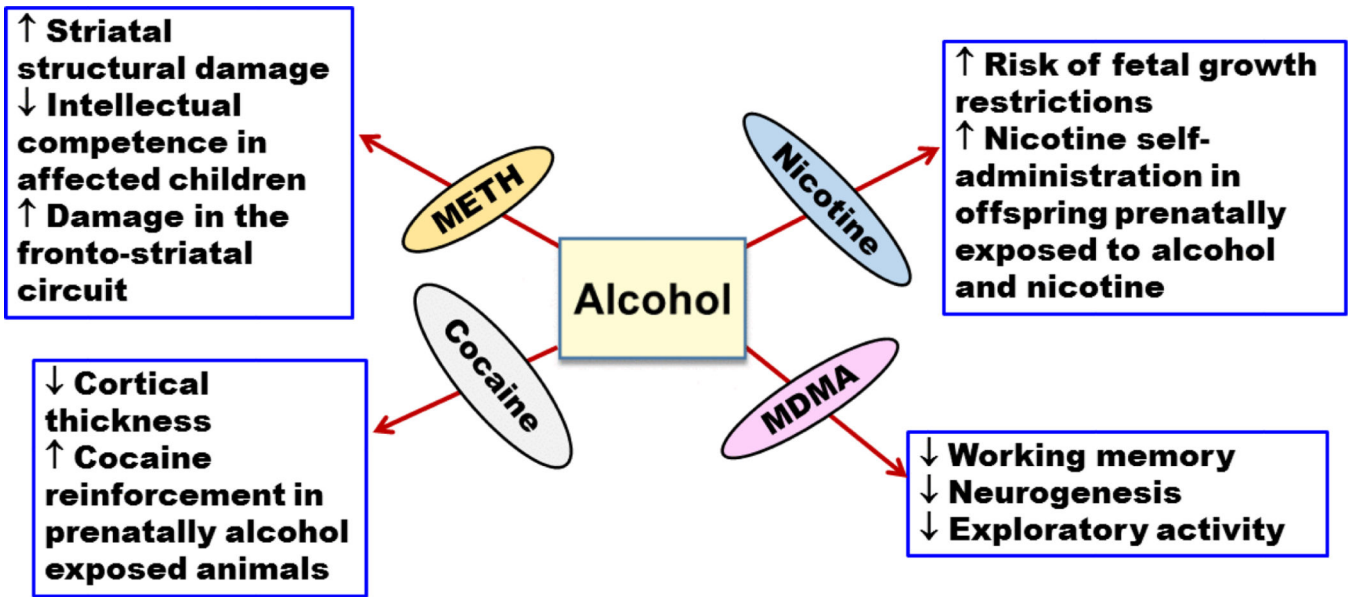 ↑ Striatal
structural damage
↓ Intellectual
competence in
affected children
↑ Damage in the
fronto-striatal
circuit
METH
Nicotine
↑ Risk of fetal growth
restrictions
↑ Nicotine self-
administration in
offspring prenatally
exposed to alcohol
and nicotine
Alcohol
↓ Cortical
thickness
↑ Cocaine
reinforcement in
prenatally alcohol
exposed animals
Cocaine
MDMA
↓ Working memory
↓ Neurogenesis
↓ Exploratory activity